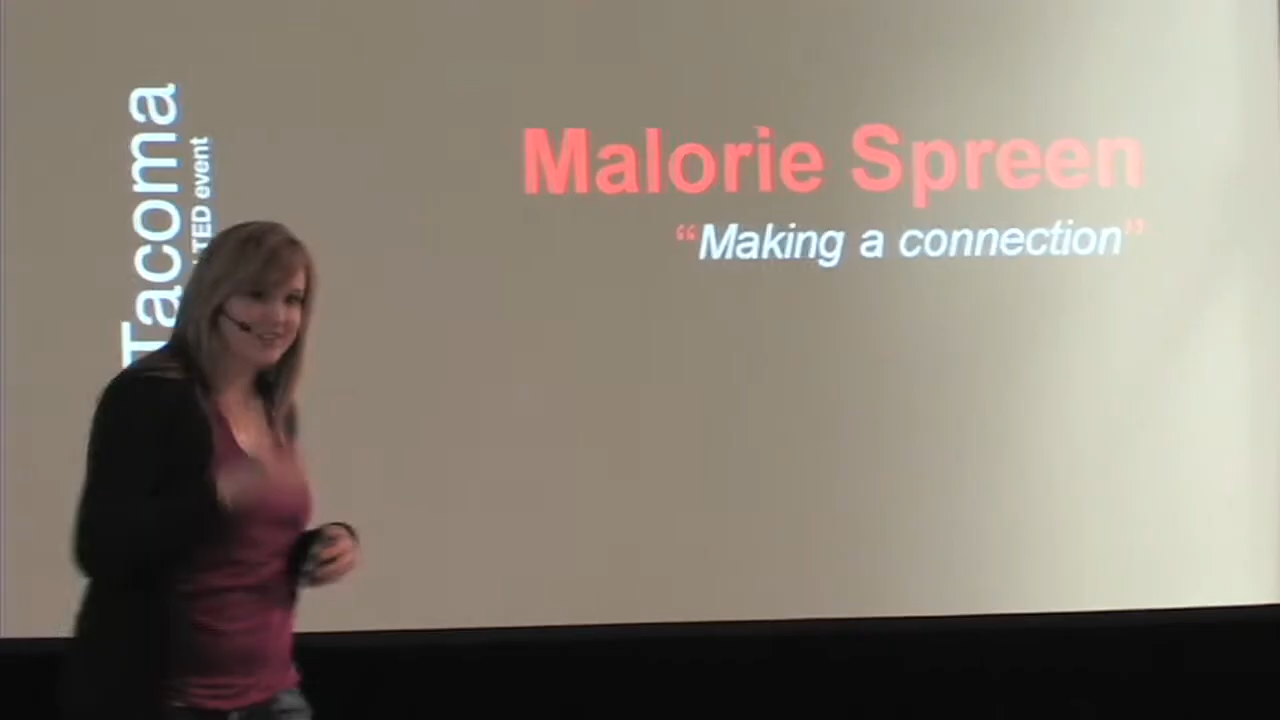 Tacoma
TED event
Malorie Spreen
“Making a connection”